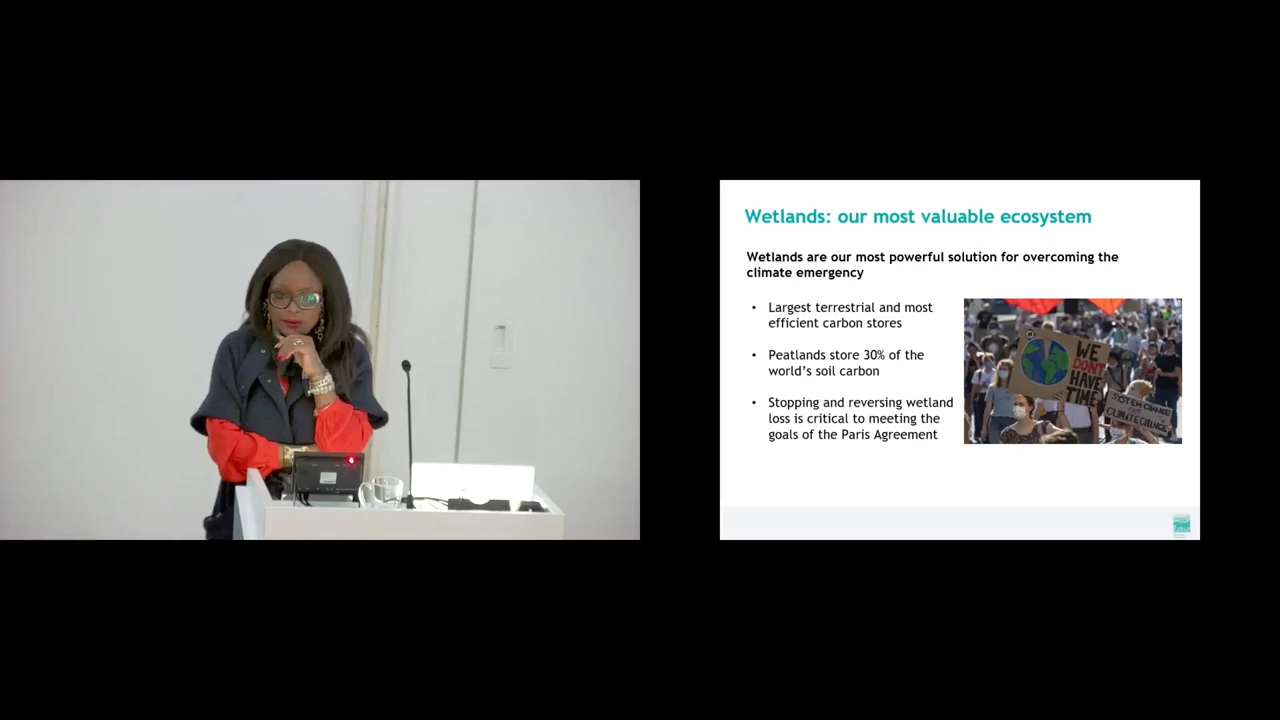 Wetlands: our most valuable ecosystem
Wetlands are our most powerful solution for overcoming the
climate emergency
• Largest terrestrial and most
efficient carbon stores
• Peatlands store 30% of the
world's soil carbon
• Stopping and reversing wetland
loss is critical to meeting the
goals of the Paris Agreement
WE
DON'T
HAVE
TIME
SYSTEM CHANGE
CLIMATE CHANGE